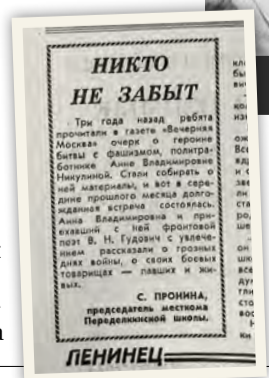 НИКТО
НЕ ЗАБЫТ
Три года назад ребята
прочитали в газете «Вечерняя
Москва» очерк о героине
битвы с фашизмом, политра-
ботнике Анне Владимировне
Никулиной. Стали собирать о
ней материалы, и вот в сере-
дине прошлого месяца долго-
жданная встреча состоялась.
Анна Владимировна и при-
ехавший с ней фронтовой
поэт В. Н. Гудович с увлече-
нием рассказали о грозных
днях войны, о своих боевых
товарищах — павших и жи-
вых.
С. ПРОНИНА,
председатель месткома
Переделкинской школы.
ЛЕНИНЕЦ